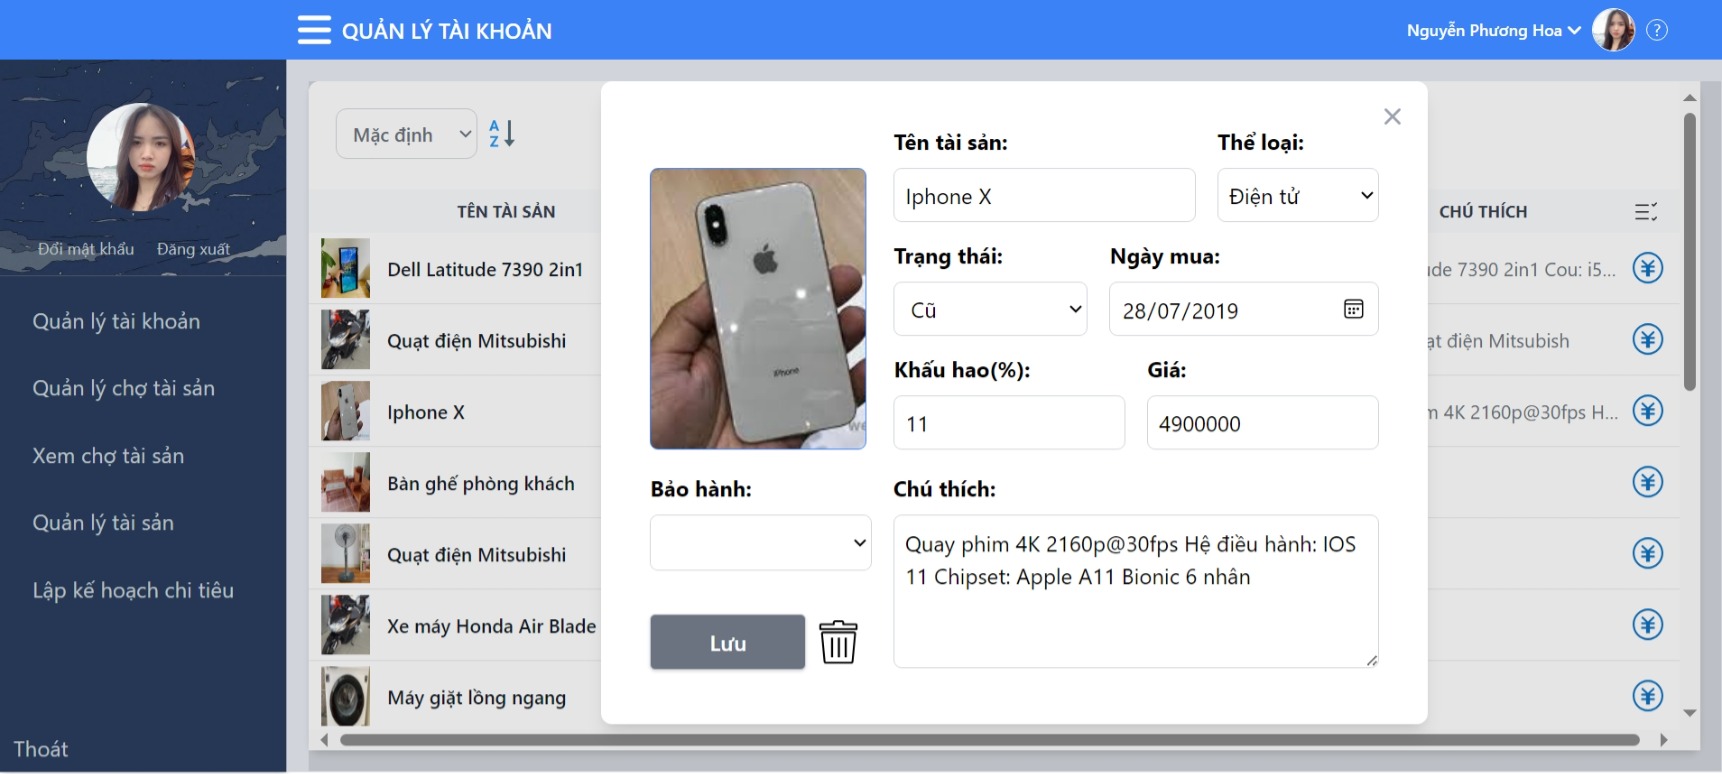 QUẢN LÝ TÀI KHOẢN
Nguyễn Phương Hoa
?
Đổi mật khẩu Đăng xuất
Quản lý tài khoản
Quản lý chợ tài sản
Xem chợ tài sản
Quản lý tài sản
Lập kế hoạch chi tiêu
Thoát
Mặc định
A
Z
TÊN TÀI SẢN
CHÚ THÍCH
Dell Latitude 7390 2in1
ude 7390 2in1 Cou: i5...
Quạt điện Mitsubishi
ạt điện Mitsubish
Iphone X
m 4K 2160p@30fps H...
Bàn ghế phòng khách
Quạt điện Mitsubishi
Xe máy Honda Air Blade
Máy giặt lồng ngang
Tên tài sản:
Thể loại:
Iphone X
Điện tử
Trạng thái:
Ngày mua:
Cũ
28/07/2019
Khấu hao(%):
Giá:
11
4900000
iPhone
we
Bảo hành:
Chú thích:
Quay phim 4K 2160p@30fps Hệ điều hành: IOS
11 Chipset: Apple A11 Bionic 6 nhân
Lưu